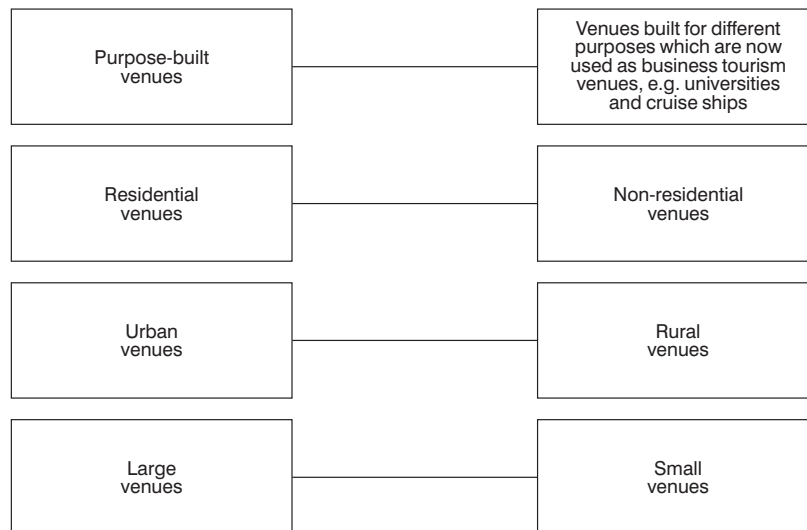 Purpose-built
venues
Venues built for different
purposes which are now
used as business tourism
venues, e.g. universities
and cruise ships
Residential
venues
Non-residential
venues
Urban
venues
Rural
venues
Large
venues
Small
venues